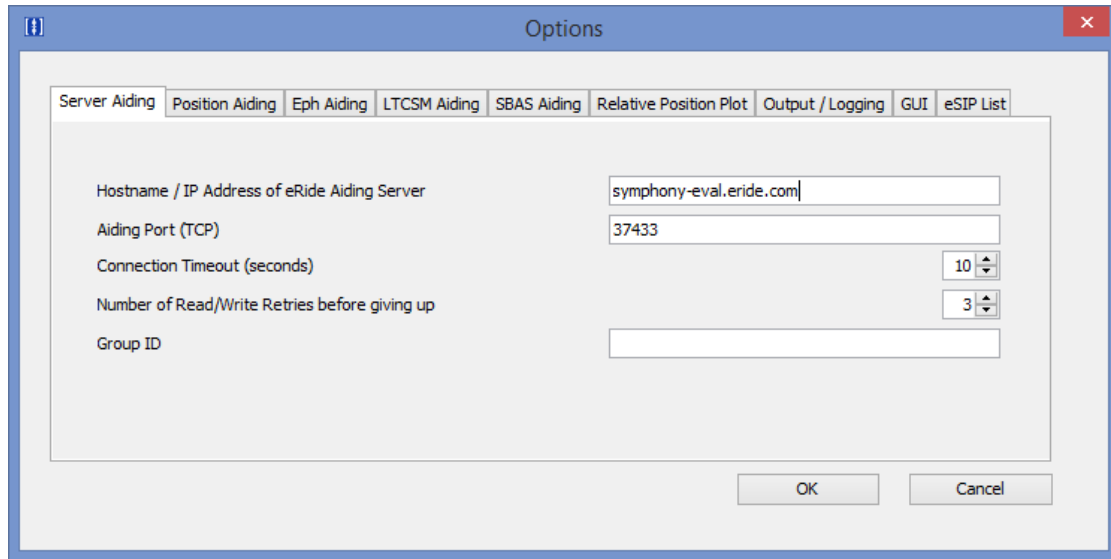 Options
Server Aiding Position Aiding Eph Aiding LTCSM Aiding SBAS Aiding Relative Position Plot Output / Logging GUI eSIP List
Hostname / IP Address of eRide Aiding Server symphony-eval.eride.com
Aiding Port (TCP) 37433
Connection Timeout (seconds) 10
Number of Read/Write Retries before giving up 3
Group ID
OK Cancel